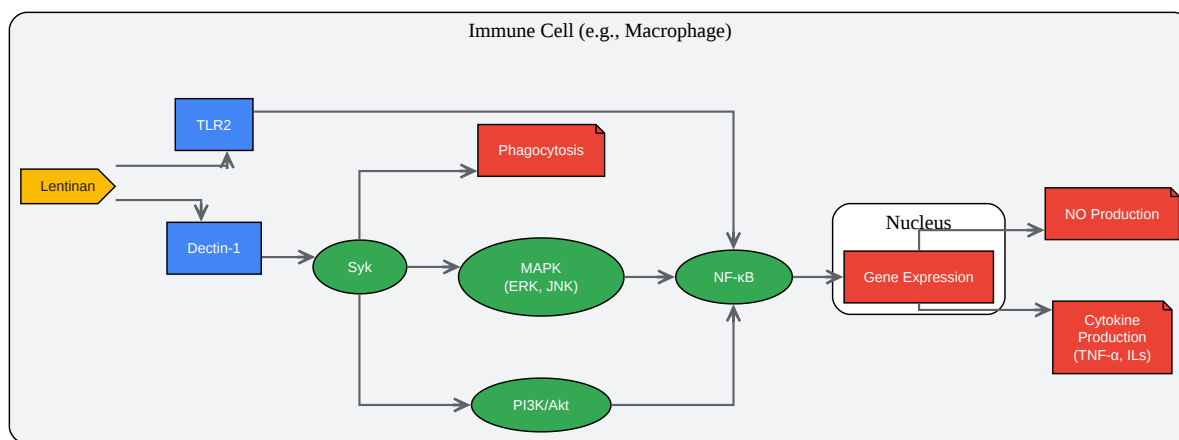 Immune Cell (e.g., Macrophage)
TLR2
Phagocytosis
Lentinan
Dectin-1
Syk
MAPK
(ERK, JNK)
NF-κB
Nucleus
Gene Expression
NO Production
Cytokine
Production
(TNF-α, ILs)
PI3K/Akt